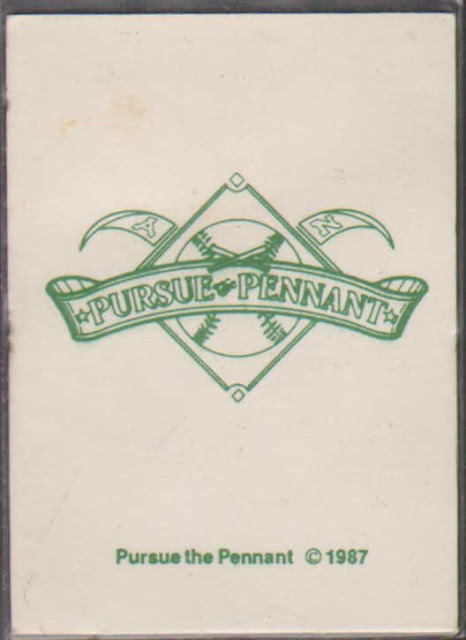 A N
PURSUE the PENNANT
Pursue the Pennant © 1987